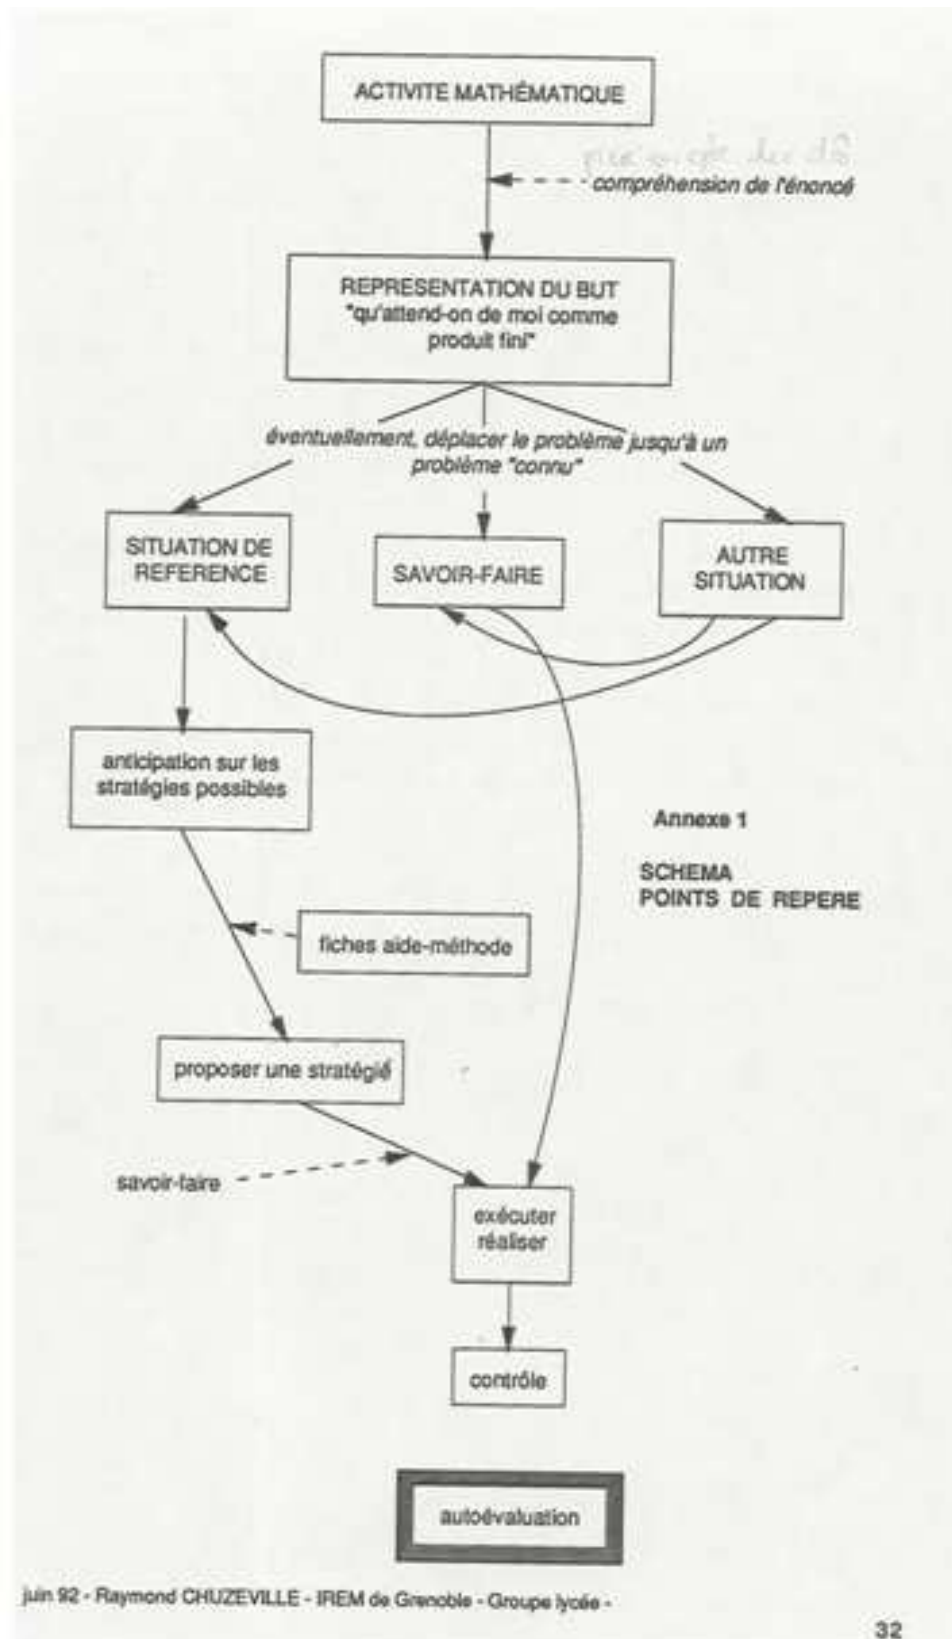 ACTIVITE MATHÉMATIQUE
compréhension de l'énoncé
REPRESENTATION DU BUT
"qu'attend-on de moi comme
produit fini"
éventuellement, déplacer le problème jusqu'à un
problème "connu"
SITUATION DE
REFERENCE
SAVOIR-FAIRE
AUTRE
SITUATION
anticipation sur les
stratégies possibles
Annexe 1
SCHEMA
POINTS DE REPERE
fiches aide-méthode
proposer une stratégié
savoir-faire
exécuter
réaliser
contrôle
autoévaluation
juin 92 - Raymond CHUZEVILLE - IREM de Grenoble - Groupe lycée -
32